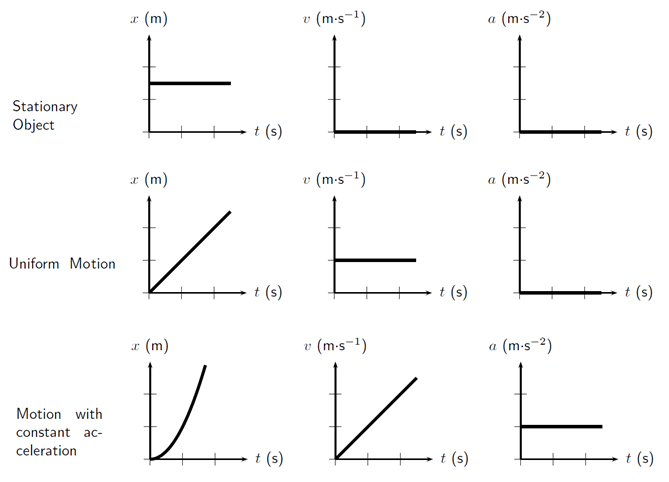 x (m)
v (m·s⁻¹)
a (m·s⁻²)
Stationary
Object
t (s)
t (s)
t (s)
x (m)
v (m·s⁻¹)
a (m·s⁻²)
Uniform Motion
t (s)
t (s)
t (s)
x (m)
v (m·s⁻¹)
a (m·s⁻²)
Motion with
constant ac-
celeration
t (s)
t (s)
t (s)